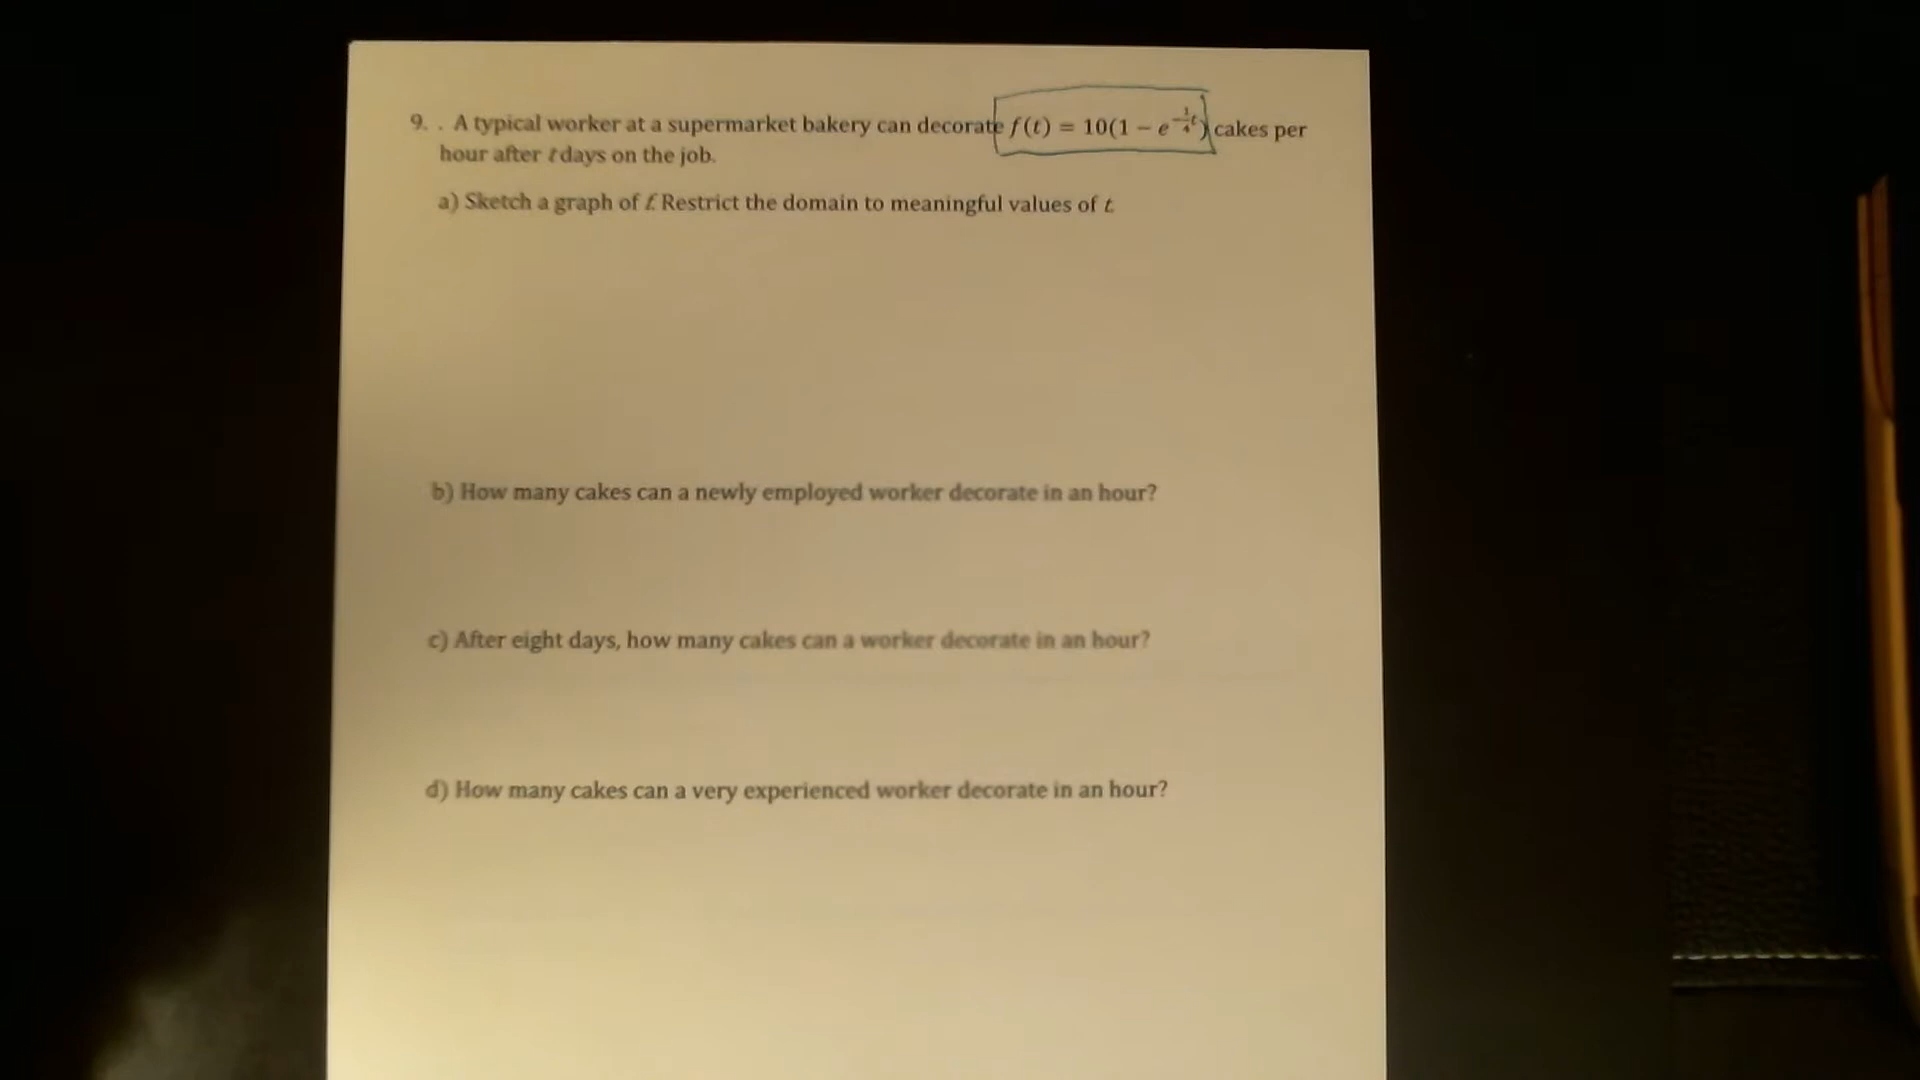 9. . A typical worker at a supermarket bakery can decorate f(t) = 10(1 − e^{−\frac{1}{4}t}) cakes per
hour after t days on the job.
a) Sketch a graph of f. Restrict the domain to meaningful values of t.
b) How many cakes can a newly employed worker decorate in an hour?
c) After eight days, how many cakes can a worker decorate in an hour?
d) How many cakes can a very experienced worker decorate in an hour?